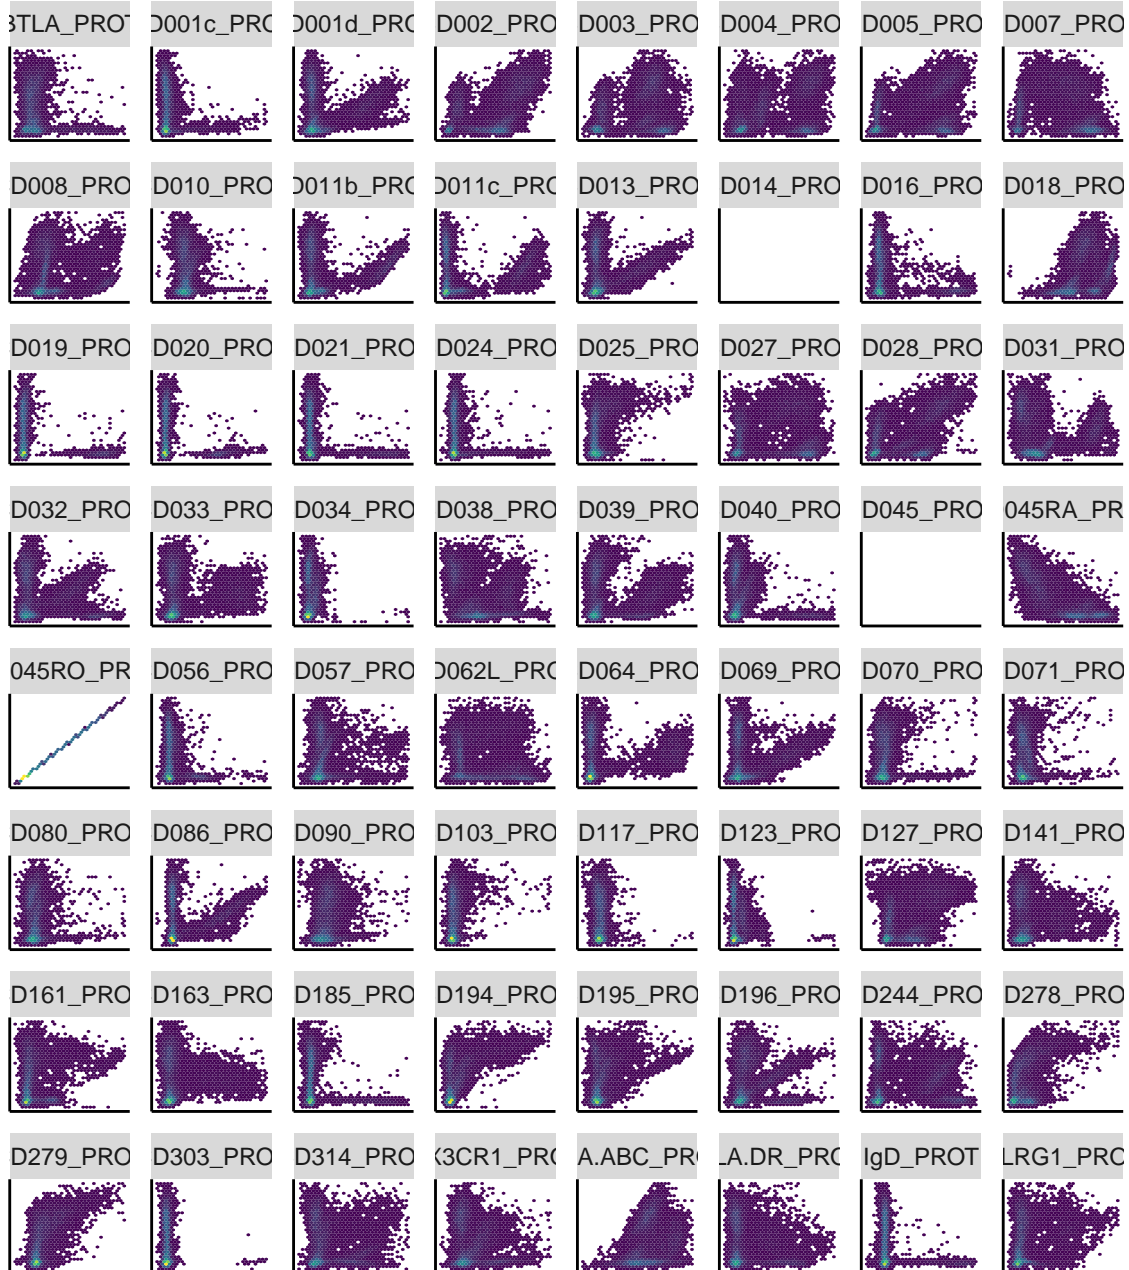 BTLA_PROT D001c_PRO D001d_PRO D002_PRO D003_PRO D004_PRO D005_PRO D007_PRO
D008_PRO D010_PRO D011b_PRO D011c_PRO D013_PRO D014_PRO D016_PRO D018_PRO
D019_PRO D020_PRO D021_PRO D024_PRO D025_PRO D027_PRO D028_PRO D031_PRO
D032_PRO D033_PRO D034_PRO D038_PRO D039_PRO D040_PRO D045_PRO 045RA_PR
045RO_PR D056_PRO D057_PRO D062L_PRO D064_PRO D069_PRO D070_PRO D071_PRO
D080_PRO D086_PRO D090_PRO D103_PRO D117_PRO D123_PRO D127_PRO D141_PRO
D161_PRO D163_PRO D185_PRO D194_PRO D195_PRO D196_PRO D244_PRO D278_PRO
D279_PRO D303_PRO D314_PRO X3CR1_PRO A.ABC_PR LA.DR_PRO IgD_PROT LRG1_PRO